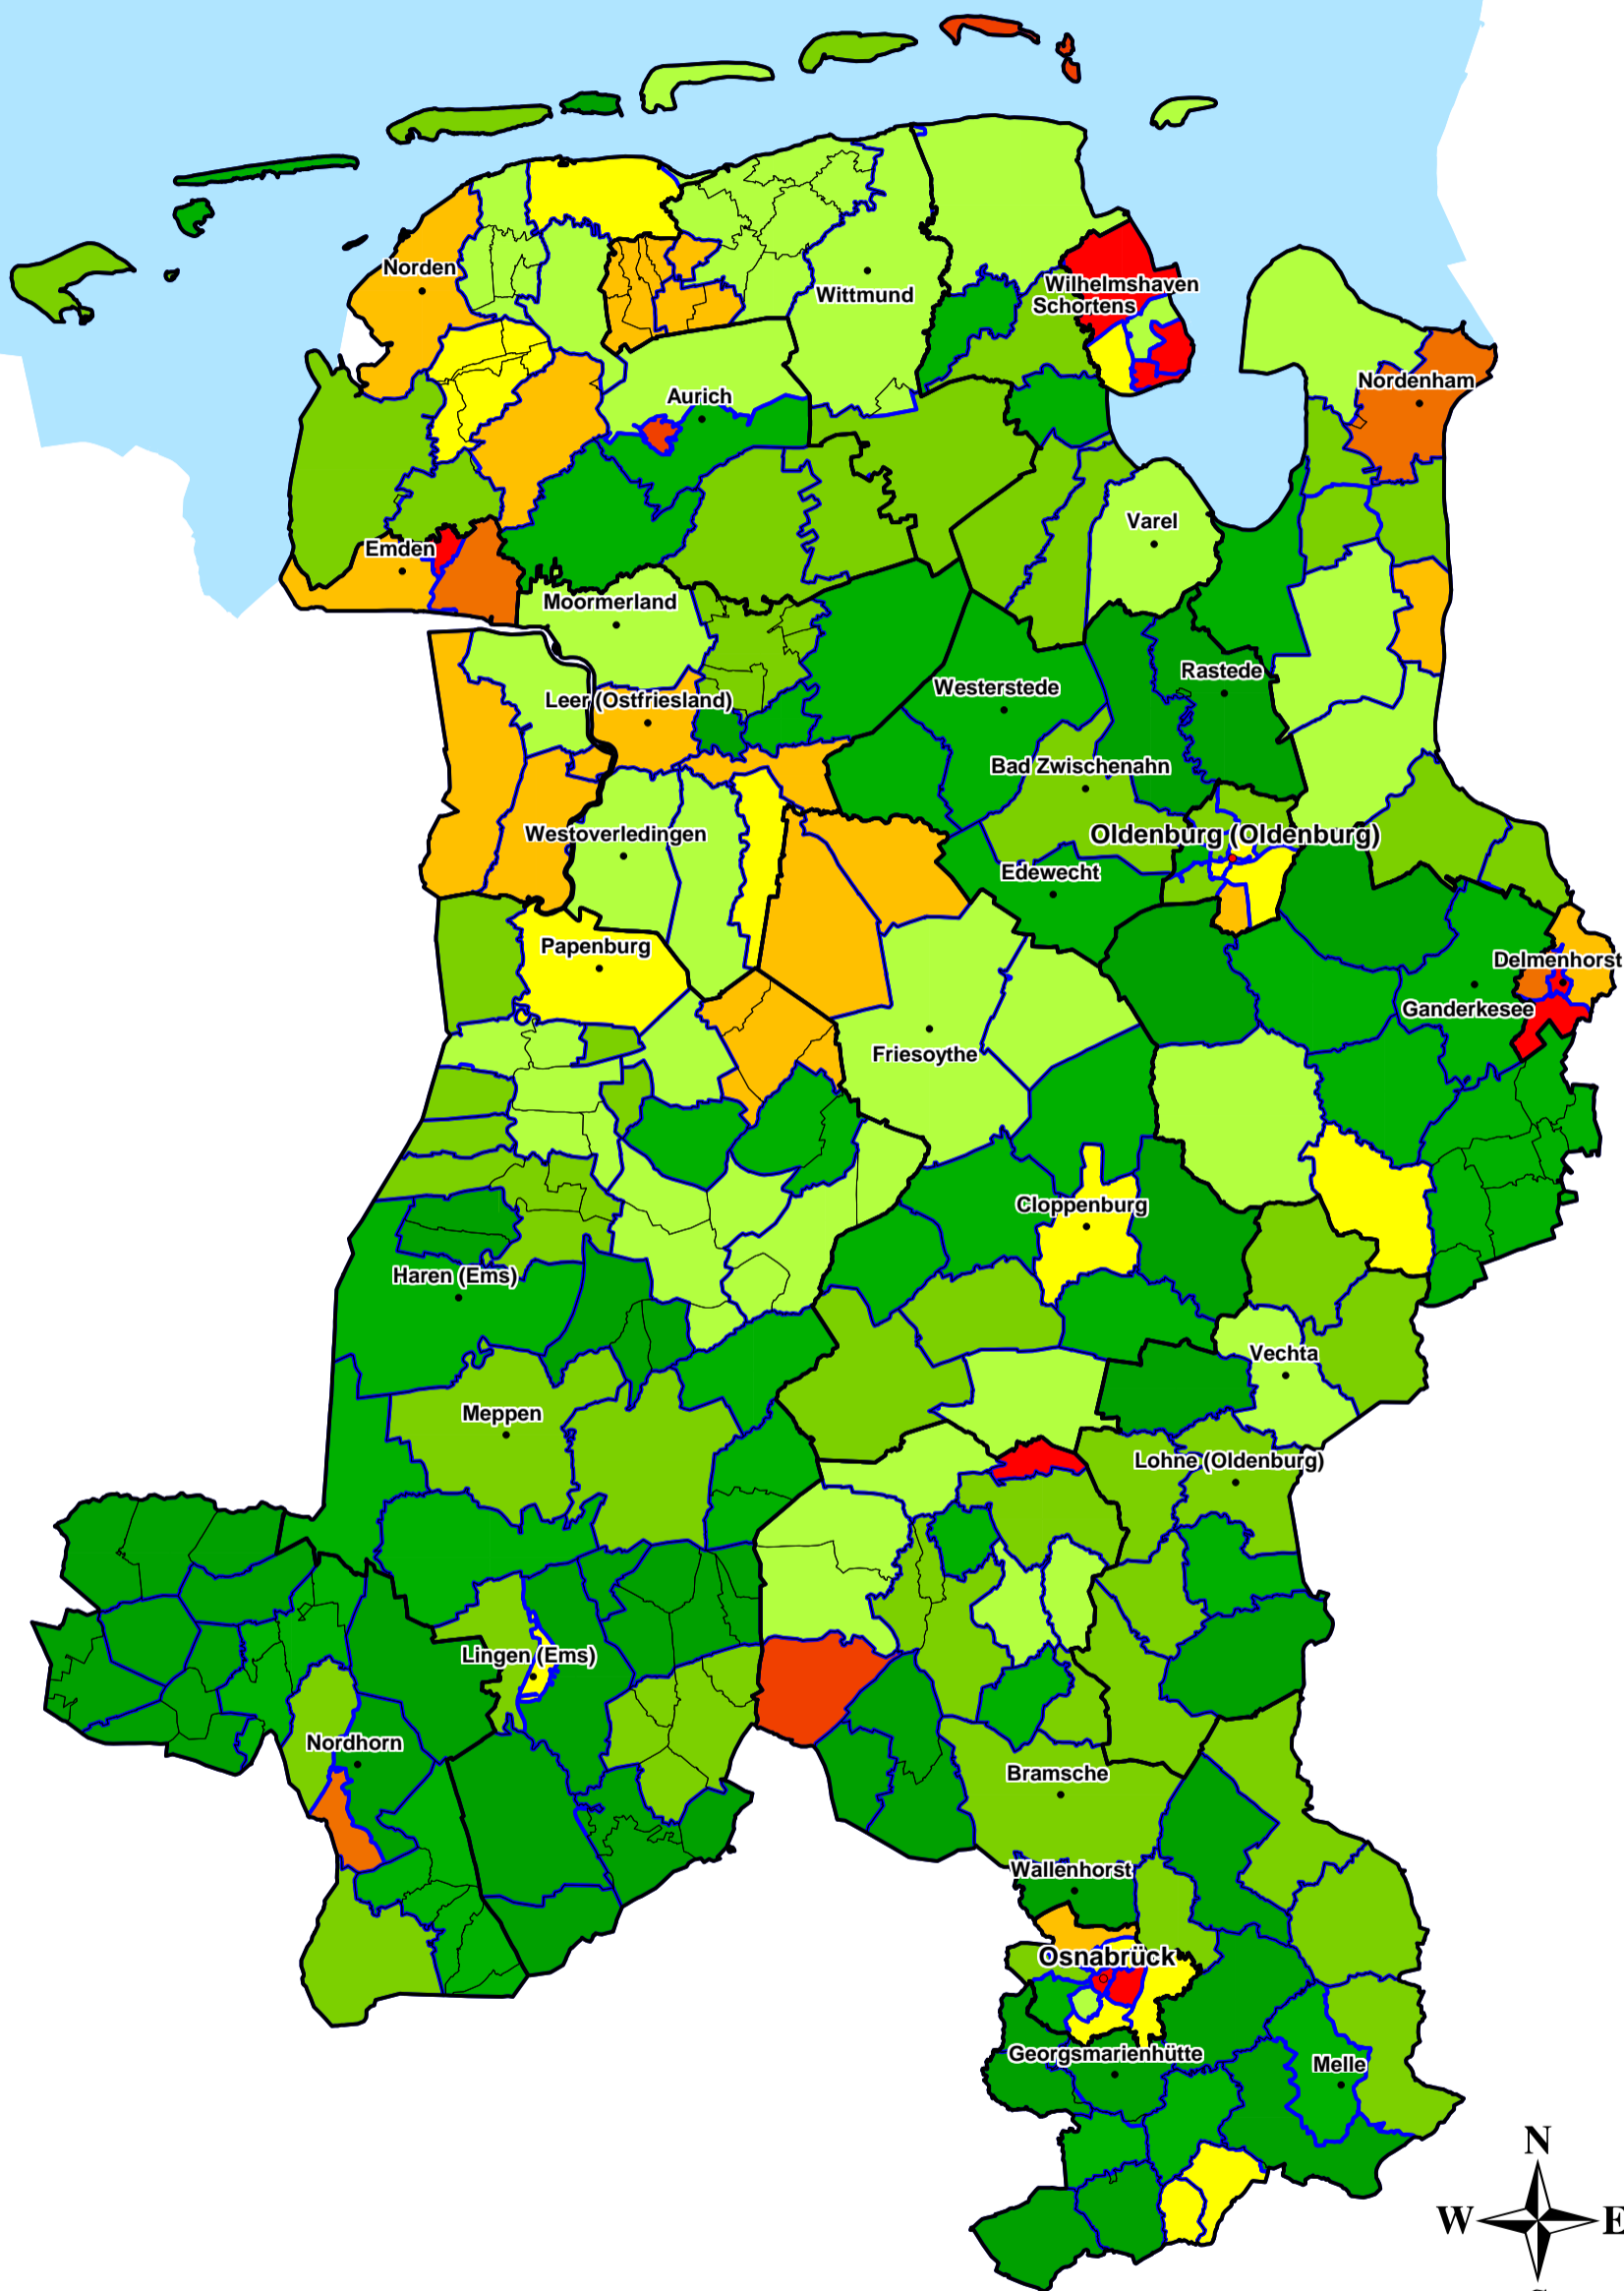 Norden
Wittmund
Wilhelmshaven
Schortens
Nordenham
Aurich
Varel
Emden
Moormerland
Rastede
Westerstede
Leer (Ostfriesland)
Bad Zwischenahn
Westoverledingen
Oldenburg (Oldenburg)
Edewecht
Papenburg
Delmenhorst
Ganderkesee
Friesoythe
Cloppenburg
Haren (Ems)
Vechta
Meppen
Lohne (Oldenburg)
Lingen (Ems)
Nordhorn
Bramsche
Wallenhorst
Osnabrück
Georgsmarienhütte
Melle
N
W
E